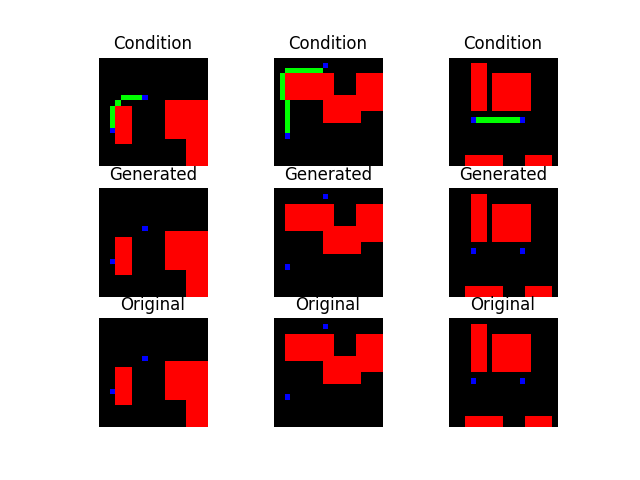 Condition Condition Condition
Generated Generated Generated
Original Original Original